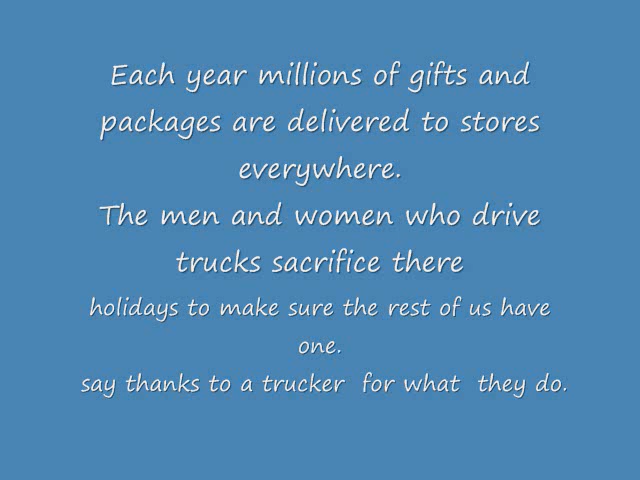 Each year millions of gifts and
packages are delivered to stores
everywhere.
The men and women who drive
trucks sacrifice there
holidays to make sure the rest of us have
one.
say thanks to a trucker  for what  they do.